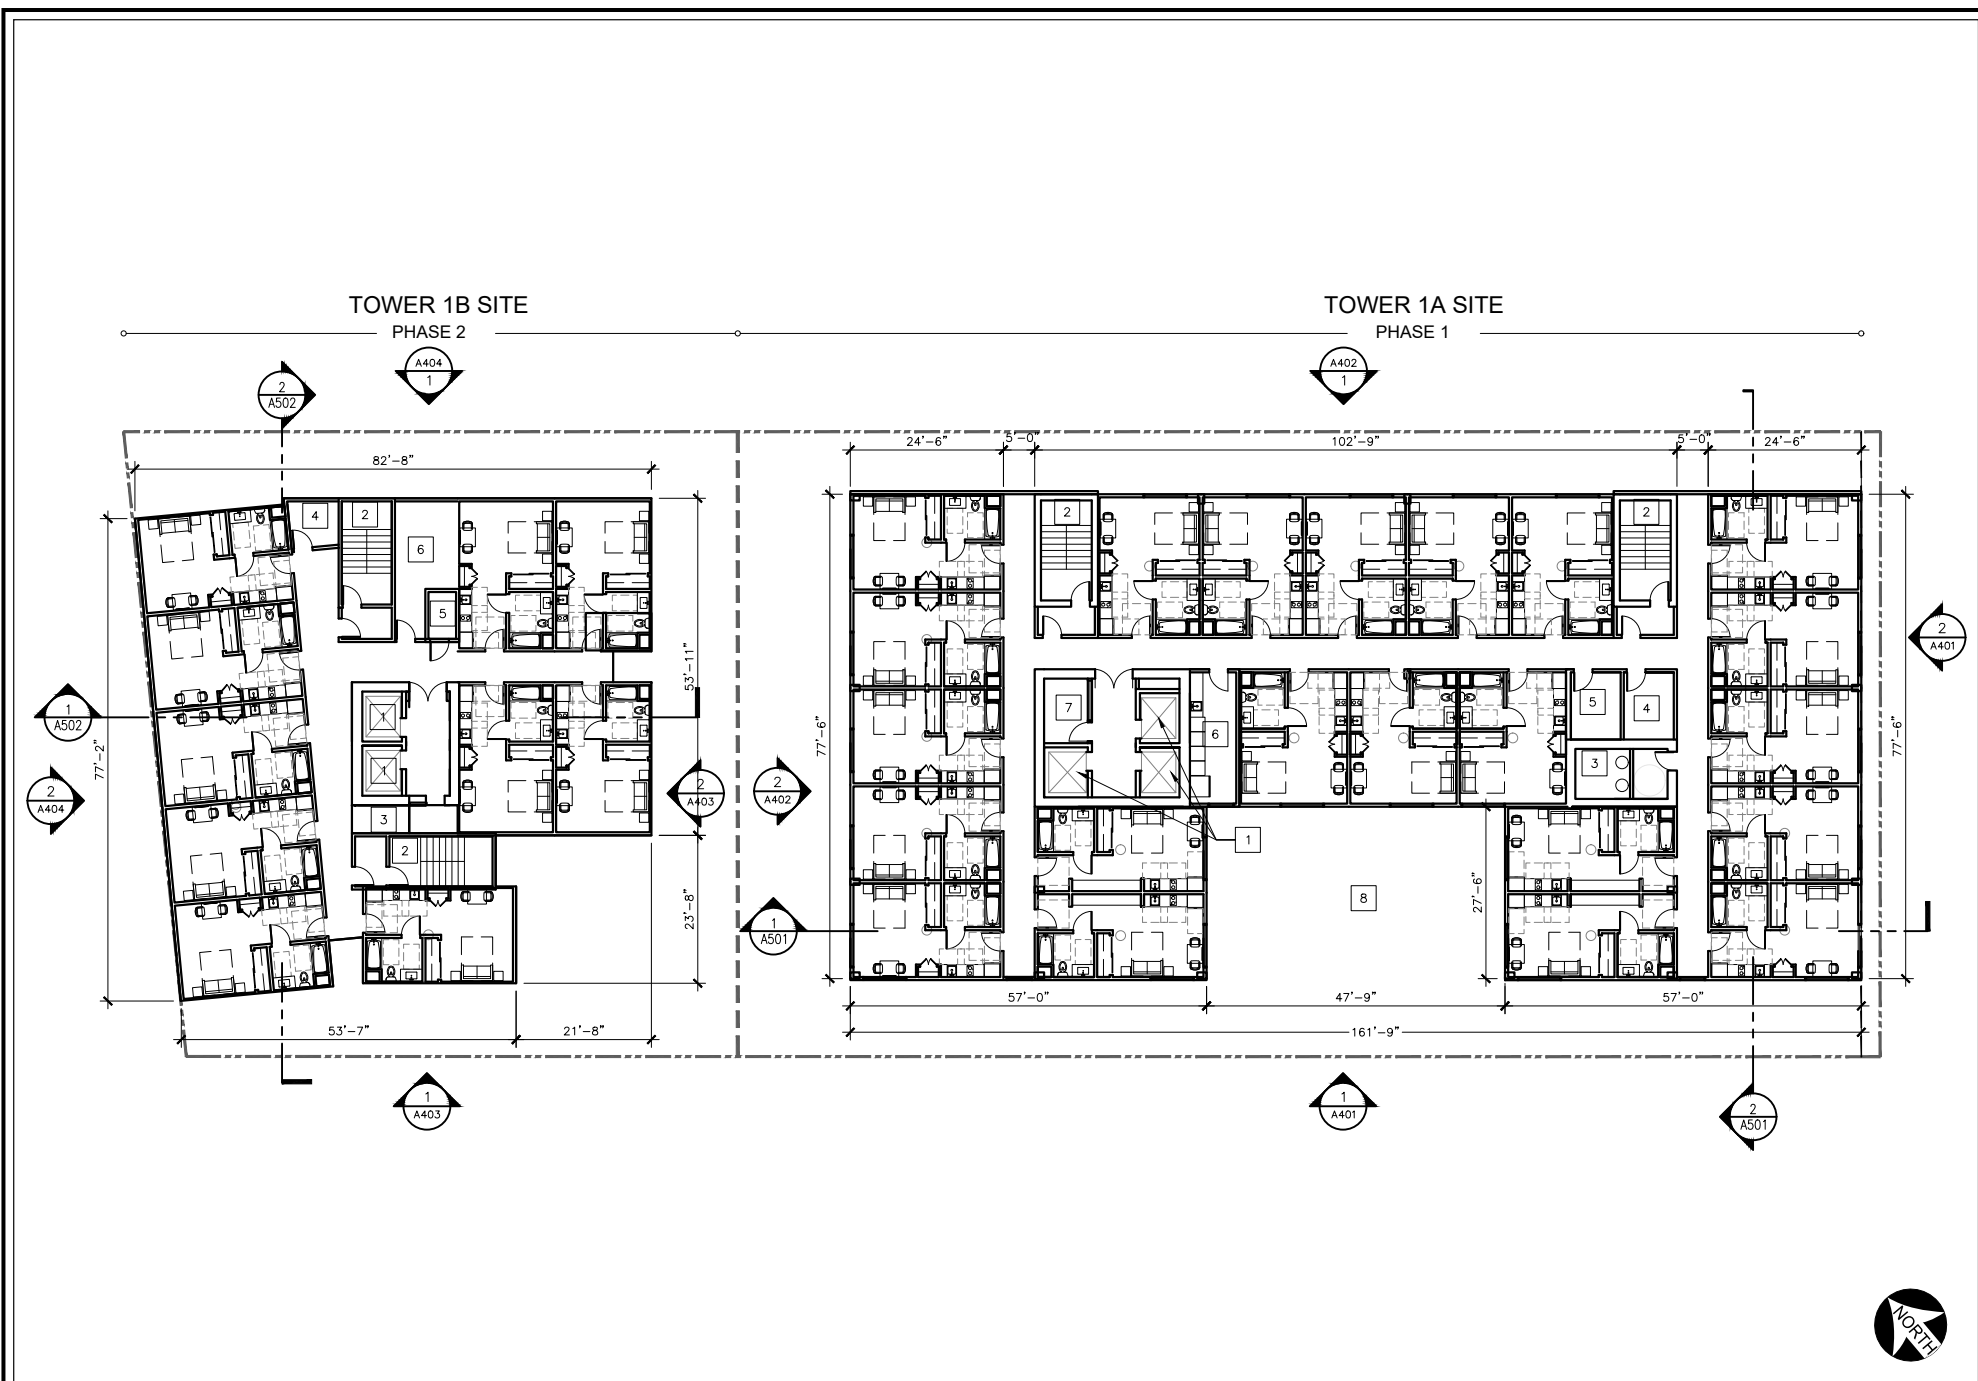 TOWER 1B SITE
PHASE 2
TOWER 1A SITE
PHASE 1
A404
1
A402
1
2
A502
24'-6"
5'-0"
102'-9"
5'-0"
24'-6"
82'-8"
4
2
6
5
53'-11"
77'-2"
1
A502
2
A404
1
1
3
2
2
A403
23'-8"
53'-7"
21'-8"
1
A403
2
2
7
6
5
4
3
1
8
77'-6"
77'-6"
2
A401
2
A402
1
A501
27'-6"
57'-0"
47'-9"
57'-0"
161'-9"
1
A401
2
A501
NORTH